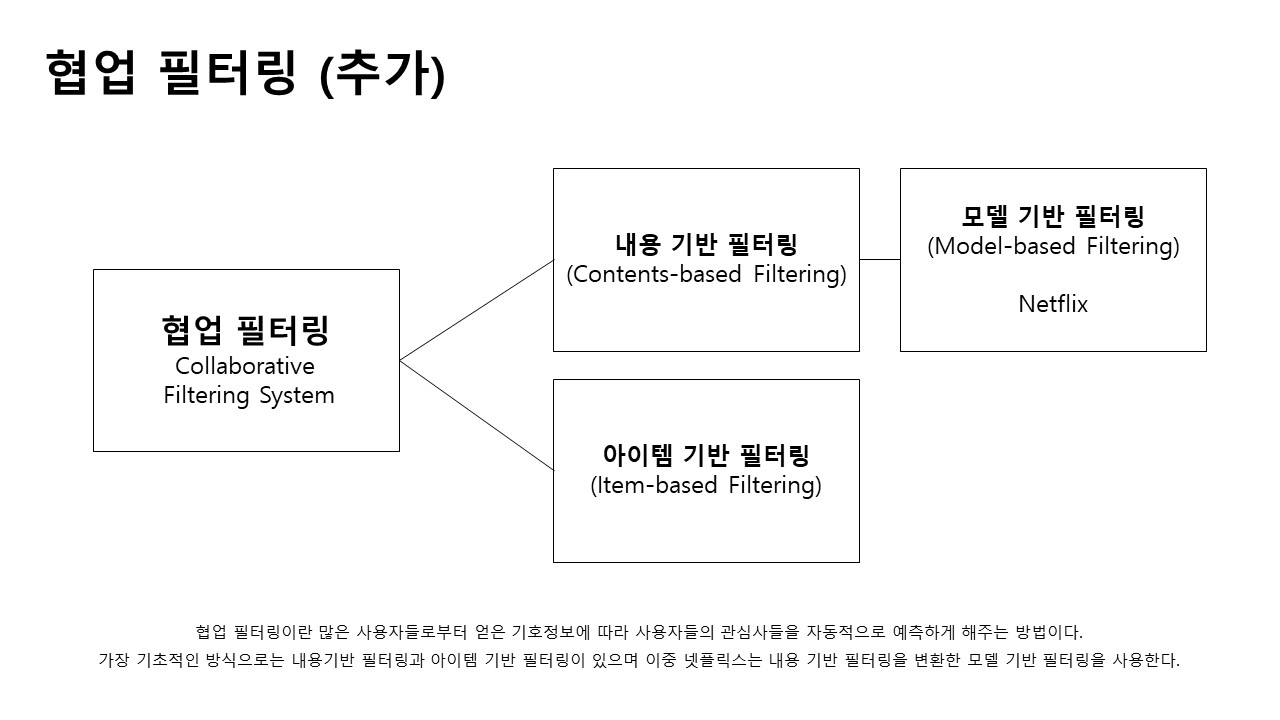 협업 필터링 (추가)
협업 필터링
Collaborative
Filtering System
내용 기반 필터링
(Contents-based Filtering)
모델 기반 필터링
(Model-based Filtering)
Netflix
아이템 기반 필터링
(Item-based Filtering)
협업 필터링이란 많은 사용자들로부터 얻은 기호정보에 따라 사용자들의 관심사들을 자동적으로 예측하게 해주는 방법이다.
가장 기초적인 방식으로는 내용기반 필터링과 아이템 기반 필터링이 있으며 이중 넷플릭스는 내용 기반 필터링을 변환한 모델 기반 필터링을 사용한다.